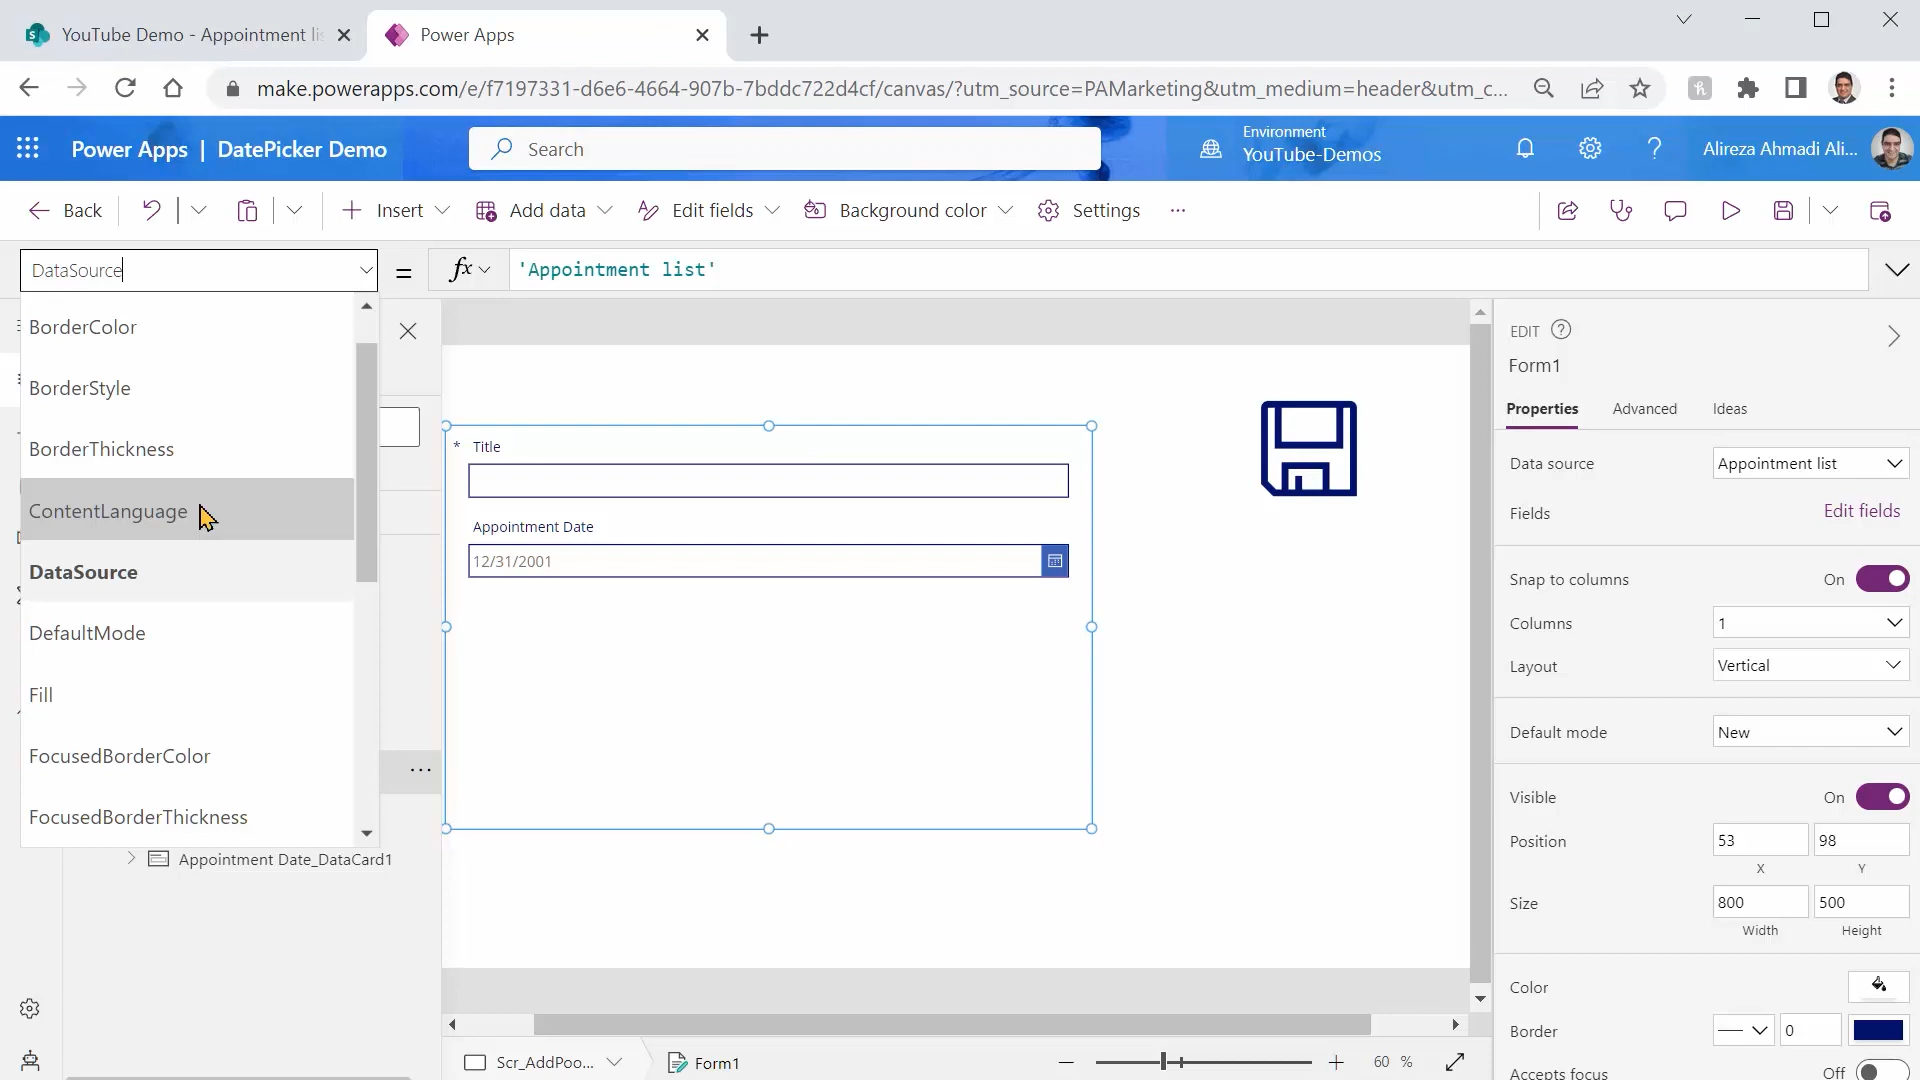 YouTube Demo - Appointment lis
Power Apps
make.powerapps.com/e/f7197331-d6e6-4664-907b-7bddc722d4cf/canvas/?utm_source=PAMarketing&utm_medium=header&utm_c...
Power Apps | DatePicker Demo
Search
Environment
YouTube-Demos
Alireza Ahmadi Ali...
Back
Insert
Add data
Edit fields
Background color
Settings
DataSource
=
fx
'Appointment list'
BorderColor
BorderStyle
BorderThickness
ContentLanguage
DataSource
DefaultMode
Fill
FocusedBorderColor
FocusedBorderThickness
Appointment Date_DataCard1
* Title
Appointment Date
12/31/2001
EDIT
Form1
Properties
Advanced
Ideas
Data source
Appointment list
Fields
Edit fields
Snap to columns
On
Columns
1
Layout
Vertical
Default mode
New
Visible
On
Position
53
98
X
Y
Size
800
500
Width
Height
Color
Border
0
Accepts focus
Off
Scr_AddPoo...
Form1
60 %